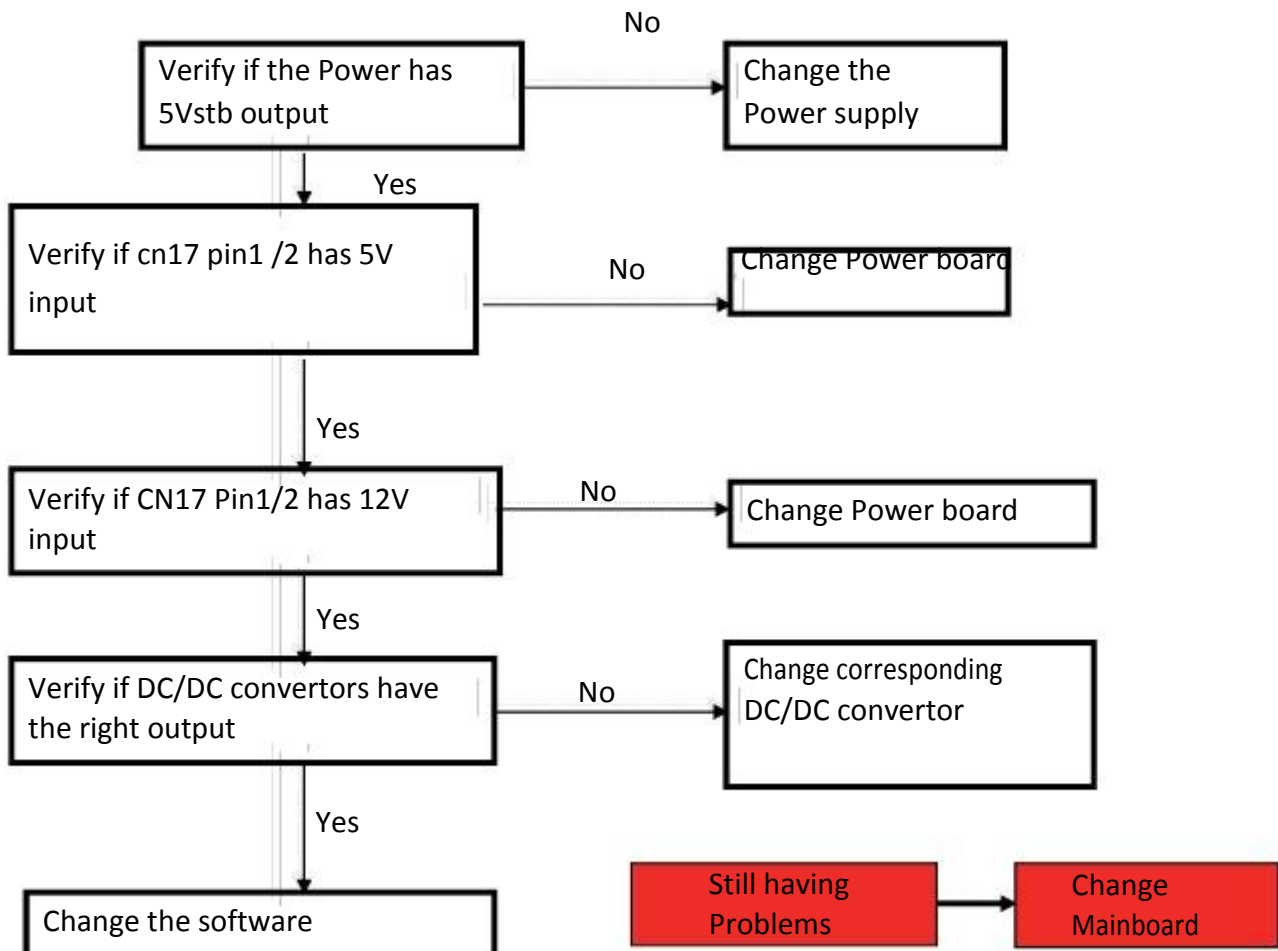 No
Verify if the Power has
5Vstb output
Change the
Power supply
Yes
Verify if cn17 pin1 /2 has 5V
input
No
Change Power board
Yes
Verify if CN17 Pin1/2 has 12V
input
No
Change Power board
Yes
Verify if DC/DC convertors have
the right output
No
Change corresponding
DC/DC convertor
Yes
Change the software
Still having
Problems
Change
Mainboard